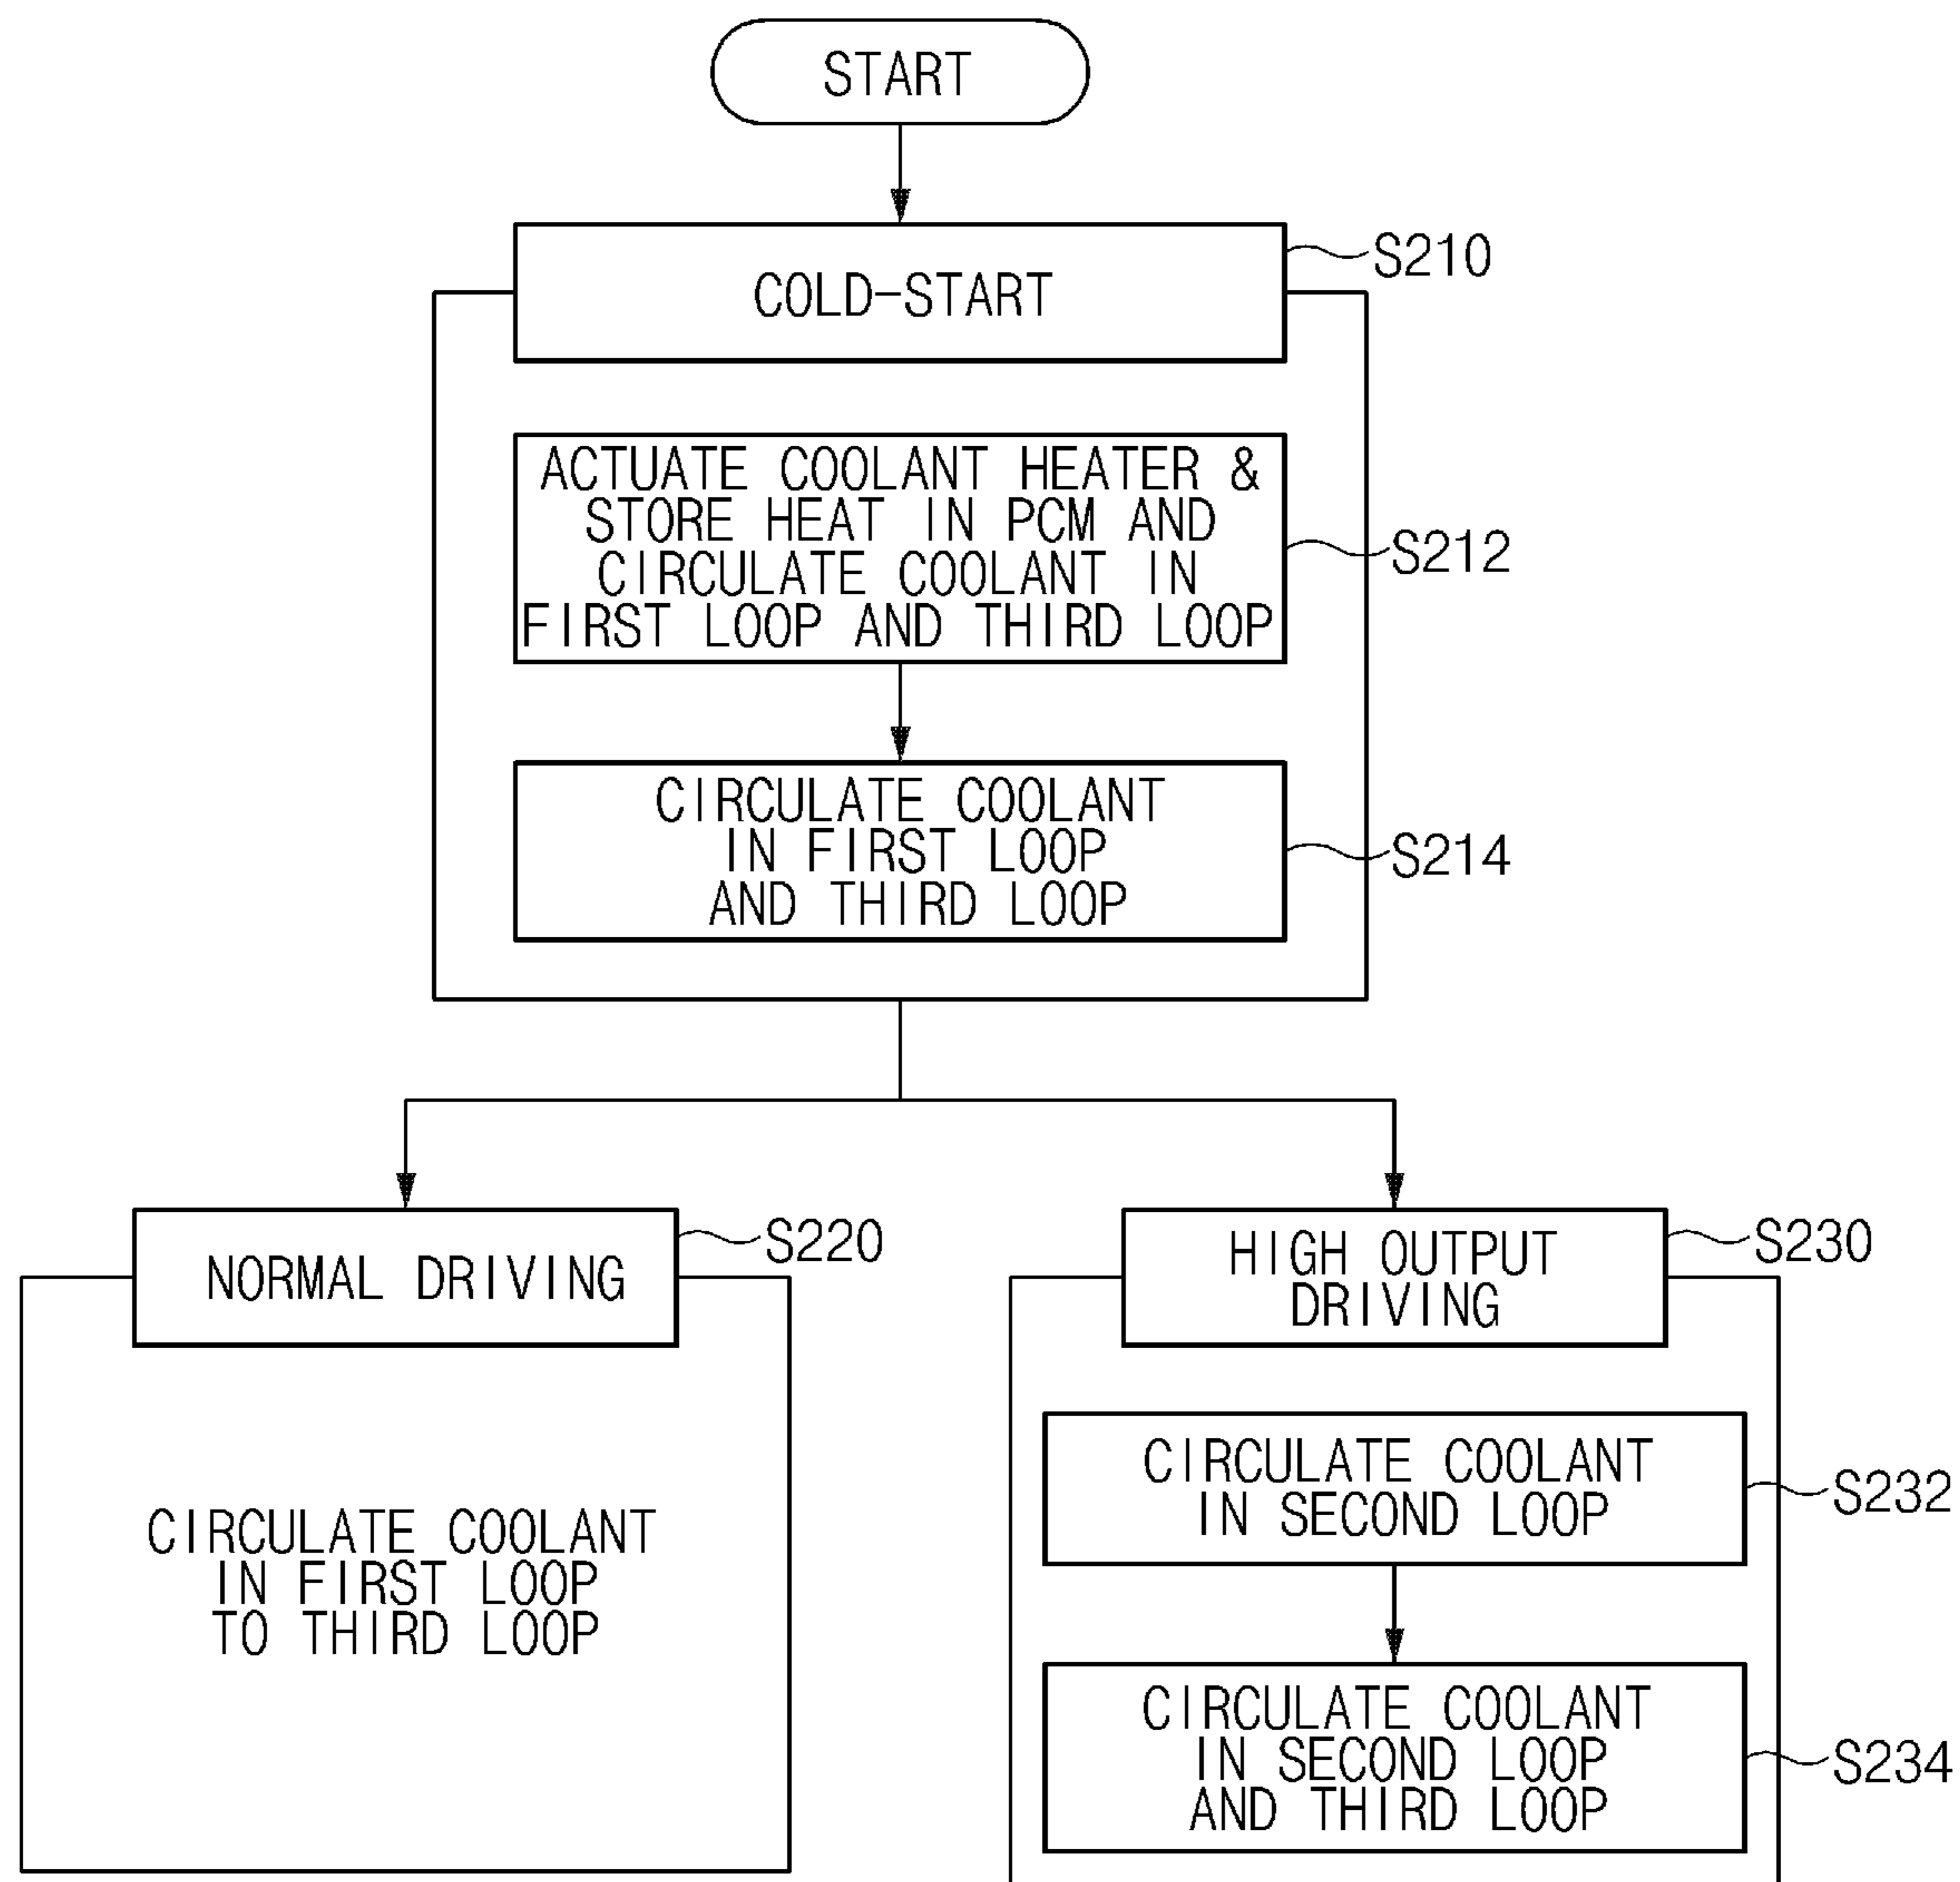 START
COLD-START
S210
ACTUATE COOLANT HEATER &
STORE HEAT IN PCM AND
CIRCULATE COOLANT IN
FIRST LOOP AND THIRD LOOP
S212
CIRCULATE COOLANT
IN FIRST LOOP
AND THIRD LOOP
S214
NORMAL DRIVING
S220
CIRCULATE COOLANT
IN FIRST LOOP
TO THIRD LOOP
HIGH OUTPUT
DRIVING
S230
CIRCULATE COOLANT
IN SECOND LOOP
S232
CIRCULATE COOLANT
IN SECOND LOOP
AND THIRD LOOP
S234